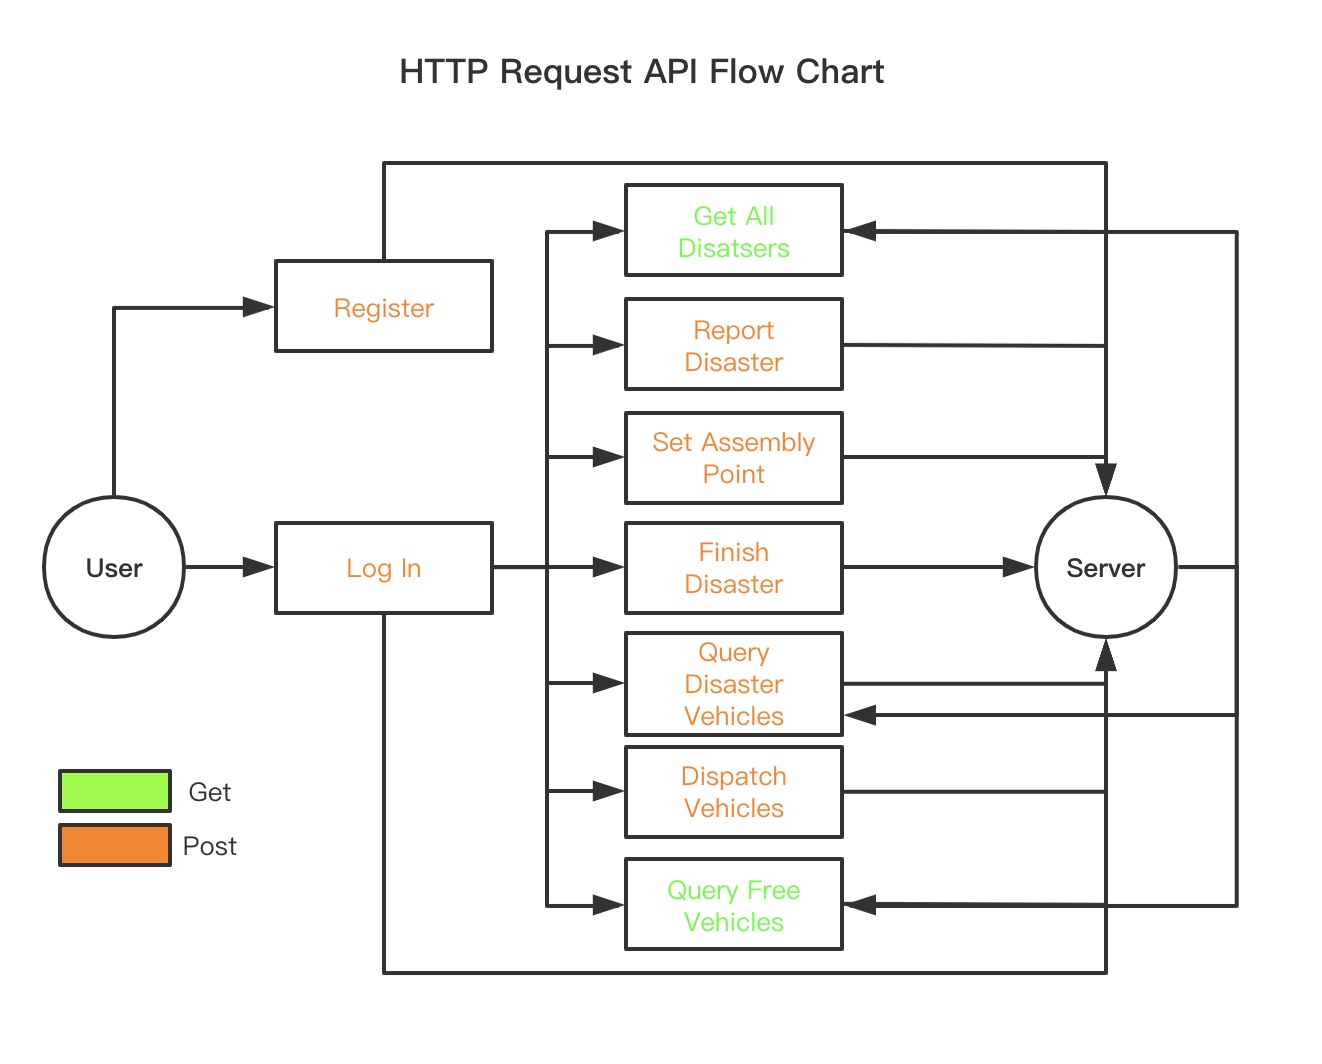 HTTP Request API Flow Chart
Get All
Disatsers
Register
Report
Disaster
Set Assembly
Point
User
Log In
Finish
Disaster
Server
Query
Disaster
Vehicles
Dispatch
Vehicles
Query Free
Vehicles
Get
Post